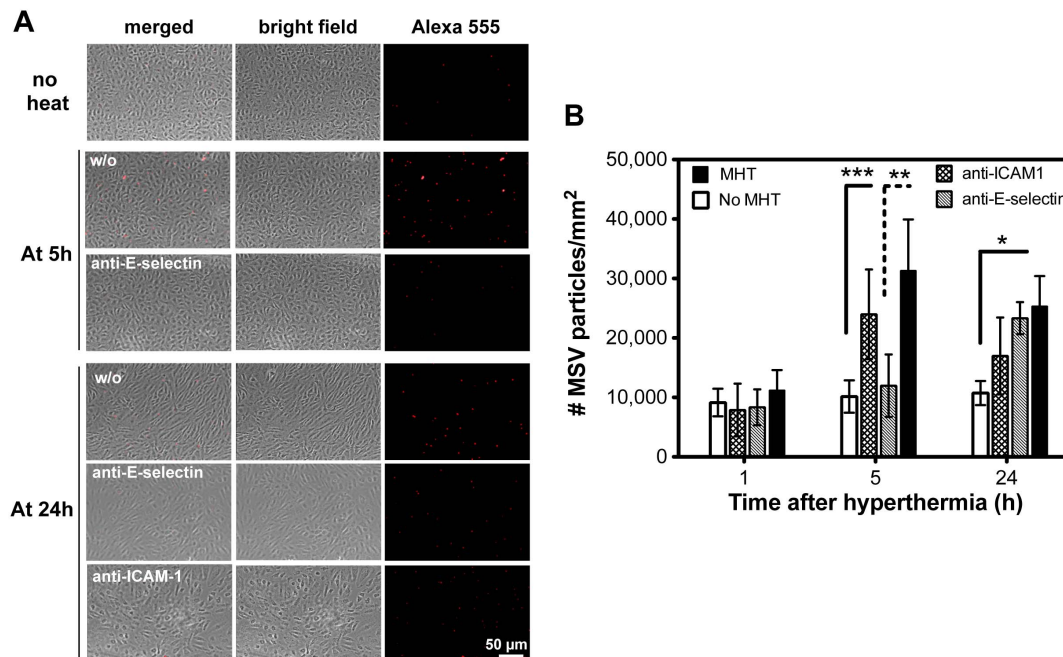 A
merged bright field Alexa 555
no
heat
At 5h
w/o
anti-E-selectin
At 24h
w/o
anti-E-selectin
anti-ICAM-1
50 µm
B
# MSV particles/mm²
50,000
40,000
30,000
20,000
10,000
0
MHT
No MHT
anti-ICAM1
anti-E-selectin
*** **
*
1 5 24
Time after hyperthermia (h)